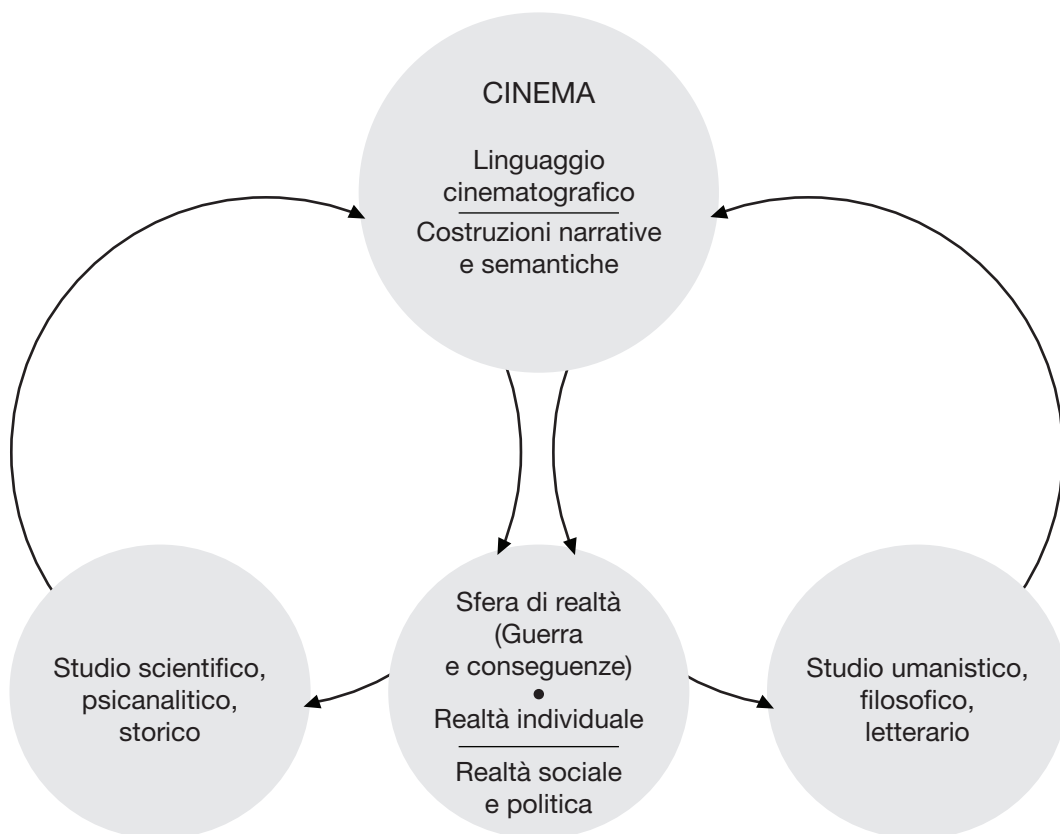 CINEMA
Linguaggio
cinematografico
Costruzioni narrative
e semantiche
Studio scientifico,
psicanalitico,
storico
Sfera di realtà
(Guerra
e conseguenze)
•
Realtà individuale
Realtà sociale
e politica
Studio umanistico,
filosofico,
letterario